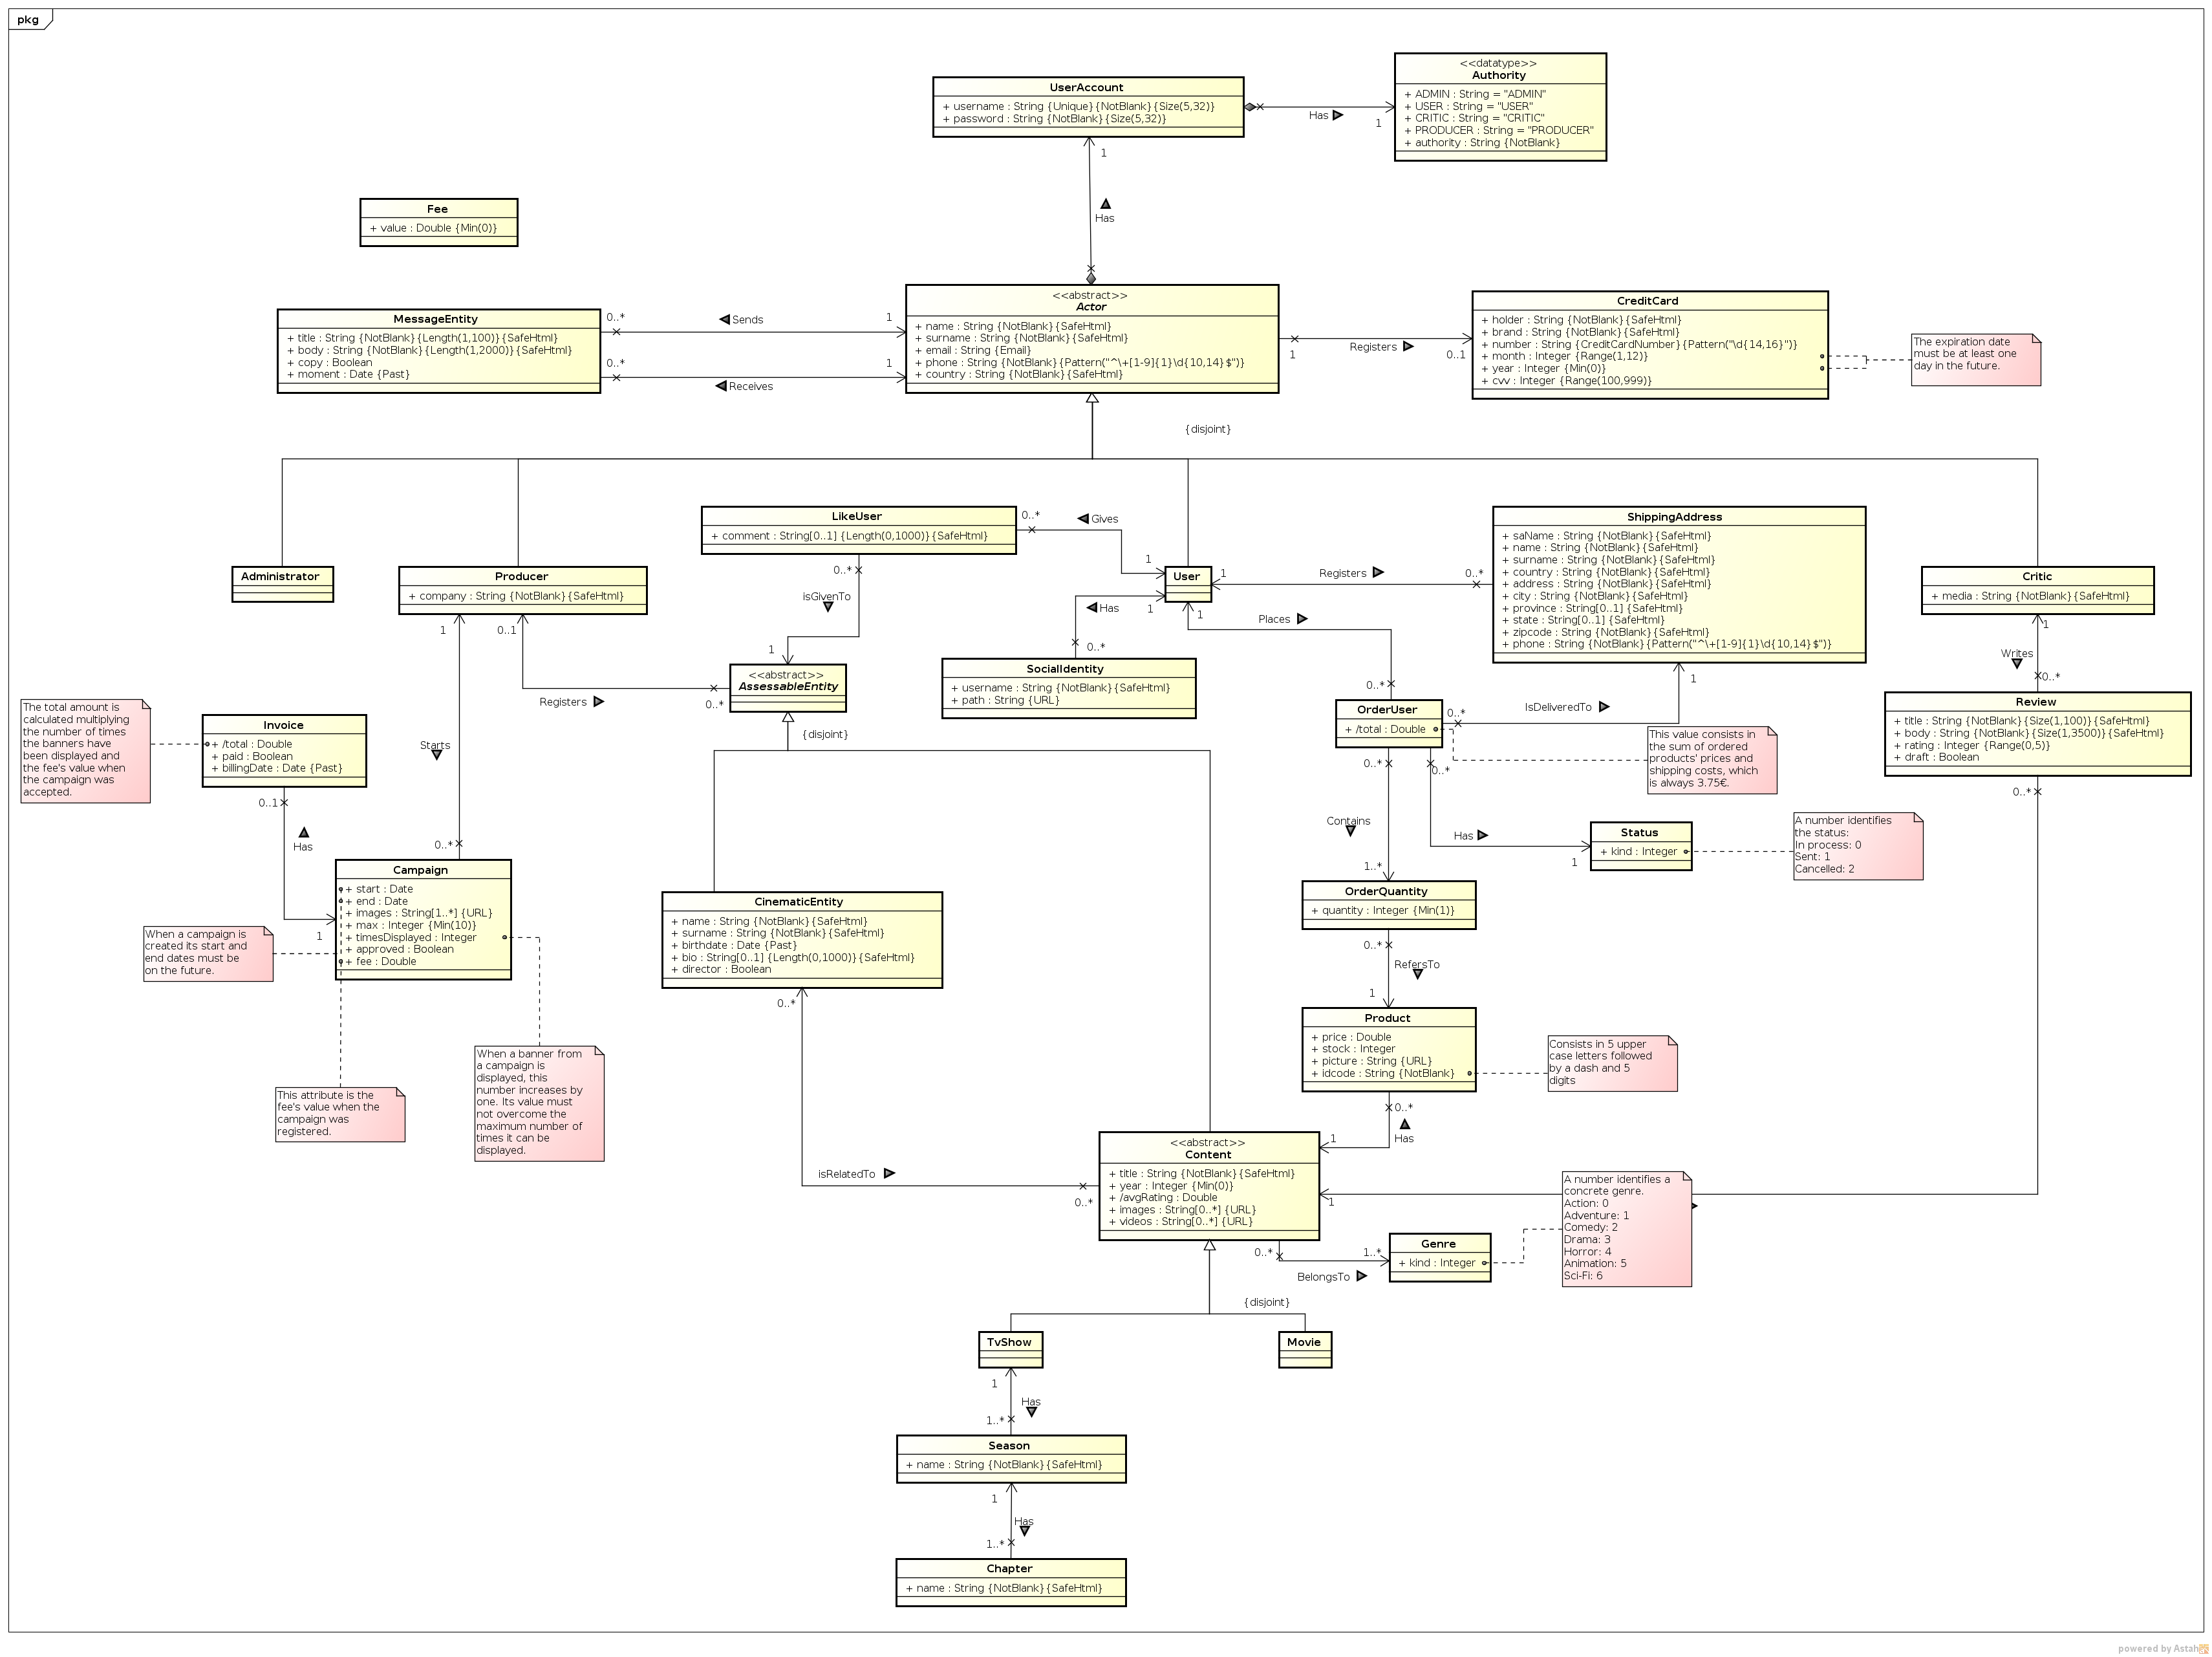 pkg
UserAccount
+ username : String {Unique}{NotBlank}{Size(5,32)}
+ password : String {NotBlank}{Size(5,32)}
<<datatype>>
Authority
+ ADMIN : String = "ADMIN"
+ USER : String = "USER"
+ CRITIC : String = "CRITIC"
+ PRODUCER : String = "PRODUCER"
+ authority : String {NotBlank}
Has
1
1
Has
Fee
+ value : Double {Min(0)}
MessageEntity
+ title : String {NotBlank}{Length(1,100)}{SafeHtml}
+ body : String {NotBlank}{Length(1,2000)}{SafeHtml}
+ copy : Boolean
+ moment : Date {Past}
0..*
Sends
1
0..*
Receives
1
<<abstract>>
Actor
+ name : String {NotBlank}{SafeHtml}
+ surname : String {NotBlank}{SafeHtml}
+ email : String {Email}
+ phone : String {NotBlank}{Pattern("^\+[1-9]{1}\d{10,14}$")}
+ country : String {NotBlank}{SafeHtml}
1
Registers
0..1
CreditCard
+ holder : String {NotBlank}{SafeHtml}
+ brand : String {NotBlank}{SafeHtml}
+ number : String {CreditCardNumber}{Pattern("\d{14,16}")}
+ month : Integer {Range(1,12)}
+ year : Integer {Min(0)}
+ cvv : Integer {Range(100,999)}
The expiration date
must be at least one
day in the future.
{disjoint}
Administrator
Producer
+ company : String {NotBlank}{SafeHtml}
LikeUser
+ comment : String[0..1] {Length(0,1000)}{SafeHtml}
0..*
Gives
1
User
ShippingAddress
+ saName : String {NotBlank}{SafeHtml}
+ name : String {NotBlank}{SafeHtml}
+ surname : String {NotBlank}{SafeHtml}
+ country : String {NotBlank}{SafeHtml}
+ address : String {NotBlank}{SafeHtml}
+ city : String {NotBlank}{SafeHtml}
+ province : String[0..1] {SafeHtml}
+ state : String[0..1] {SafeHtml}
+ zipcode : String {NotBlank}{SafeHtml}
+ phone : String {NotBlank}{Pattern("^\+[1-9]{1}\d{10,14}$")}
1
Registers
0..*
Critic
+ media : String {NotBlank}{SafeHtml}
0..*
isGivenTo
1
Has
1
0..*
1
Places
0..*
1
Writes
0..*
1
0..1
Registers
0..*
<<abstract>>
AssessableEntity
{disjoint}
SocialIdentity
+ username : String {NotBlank}{SafeHtml}
+ path : String {URL}
OrderUser
+ /total : Double
0..*
IsDeliveredTo
1
This value consists in
the sum of ordered
products' prices and
shipping costs, which
is always 3.75€.
Review
+ title : String {NotBlank}{Size(1,100)}{SafeHtml}
+ body : String {NotBlank}{Size(1,3500)}{SafeHtml}
+ rating : Integer {Range(0,5)}
+ draft : Boolean
0..*
The total amount is
calculated multiplying
the number of times
the banners have
been displayed and
the fee's value when
the campaign was
accepted.
Invoice
+ /total : Double
+ paid : Boolean
+ billingDate : Date {Past}
Starts
0..1
Has
0..*
1
Campaign
+ start : Date
+ end : Date
+ images : String[1..*] {URL}
+ max : Integer {Min(10)}
+ timesDisplayed : Integer
+ approved : Boolean
+ fee : Double
When a campaign is
created its start and
end dates must be
on the future.
This attribute is the
fee's value when the
campaign was
registered.
When a banner from
a campaign is
displayed, this
number increases by
one. Its value must
not overcome the
maximum number of
times it can be
displayed.
0..*
0..*
Contains
1..*
Has
1
Status
+ kind : Integer
A number identifies
the status:
In process: 0
Sent: 1
Cancelled: 2
CinematicEntity
+ name : String {NotBlank}{SafeHtml}
+ surname : String {NotBlank}{SafeHtml}
+ birthdate : Date {Past}
+ bio : String[0..1] {Length(0,1000)}{SafeHtml}
+ director : Boolean
0..*
OrderQuantity
+ quantity : Integer {Min(1)}
0..*
RefersTo
1
Product
+ price : Double
+ stock : Integer
+ picture : String {URL}
+ idcode : String {NotBlank}
Consists in 5 upper
case letters followed
by a dash and 5
digits
0..*
Has
1
isRelatedTo
0..*
<<abstract>>
Content
+ title : String {NotBlank}{SafeHtml}
+ year : Integer {Min(0)}
+ /avgRating : Double
+ images : String[0..*] {URL}
+ videos : String[0..*] {URL}
1
0..*
BelongsTo
1..*
Genre
+ kind : Integer
A number identifies a
concrete genre.
Action: 0
Adventure: 1
Comedy: 2
Drama: 3
Horror: 4
Animation: 5
Sci-Fi: 6
{disjoint}
TvShow
Movie
1
Has
1..*
Season
+ name : String {NotBlank}{SafeHtml}
1
Has
1..*
Chapter
+ name : String {NotBlank}{SafeHtml}
powered by Astah